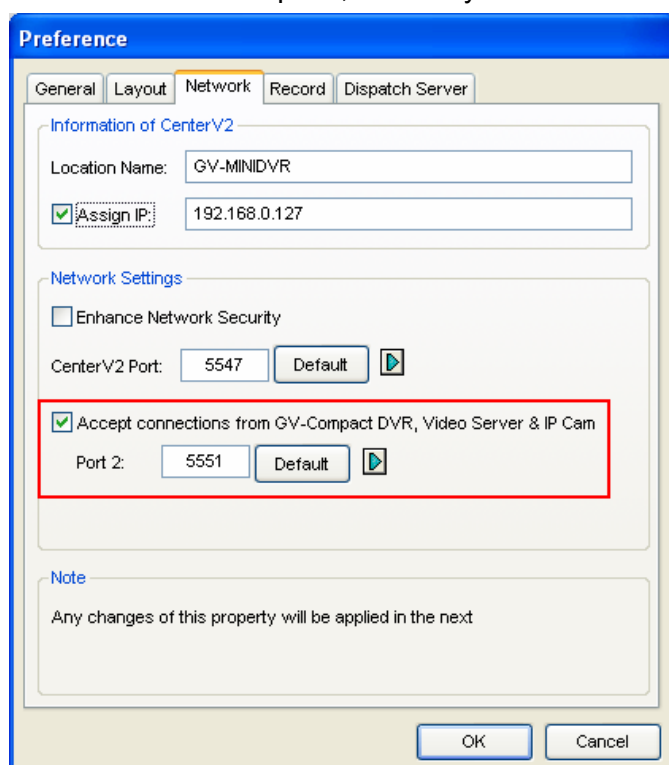 Preference
General Layout Network Record Dispatch Server
Information of CenterV2
Location Name: GV-MINIDVR
Assign IP: 192.168.0.127
Network Settings
Enhance Network Security
CenterV2 Port: 5547 Default
Accept connections from GV-Compact DVR, Video Server & IP Cam
Port 2: 5551 Default
Note
Any changes of this property will be applied in the next
OK Cancel